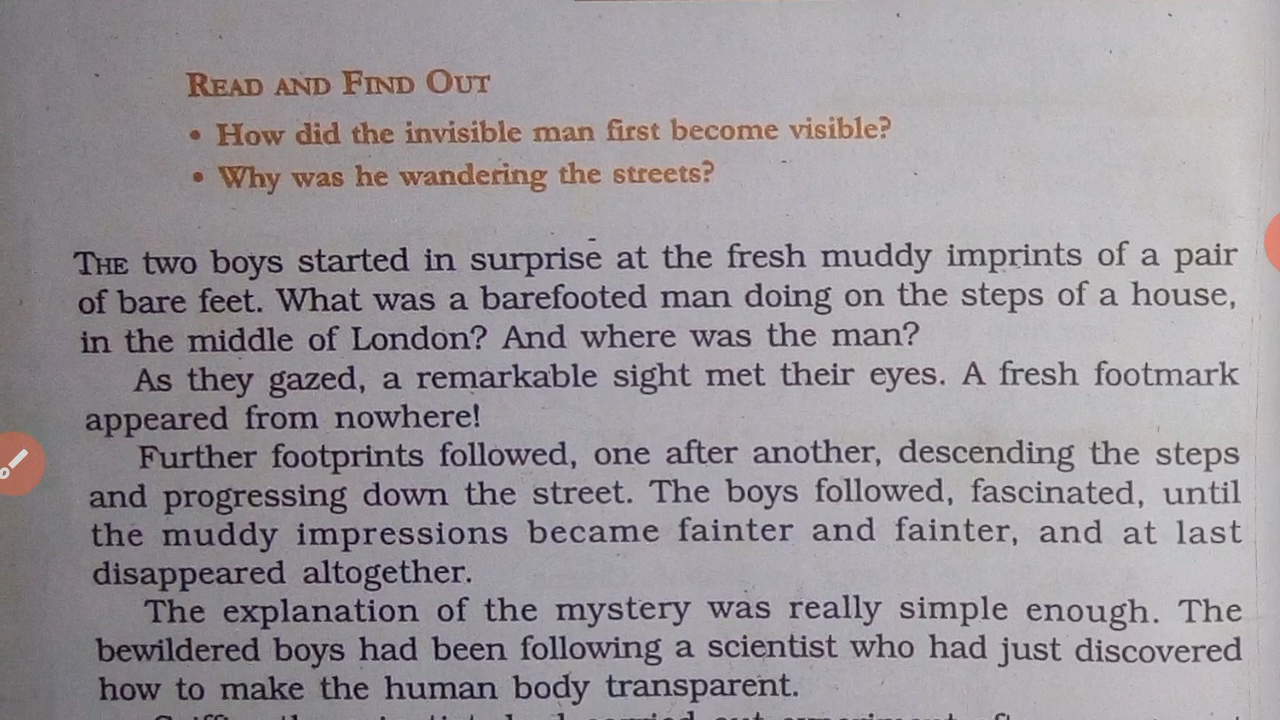 READ AND FIND OUT
• How did the invisible man first become visible?
• Why was he wandering the streets?
THE two boys started in surprise at the fresh muddy imprints of a pair
of bare feet. What was a barefooted man doing on the steps of a house,
in the middle of London? And where was the man?
As they gazed, a remarkable sight met their eyes. A fresh footmark
appeared from nowhere!
Further footprints followed, one after another, descending the steps
and progressing down the street. The boys followed, fascinated, until
the muddy impressions became fainter and fainter, and at last
disappeared altogether.
The explanation of the mystery was really simple enough. The
bewildered boys had been following a scientist who had just discovered
how to make the human body transparent.